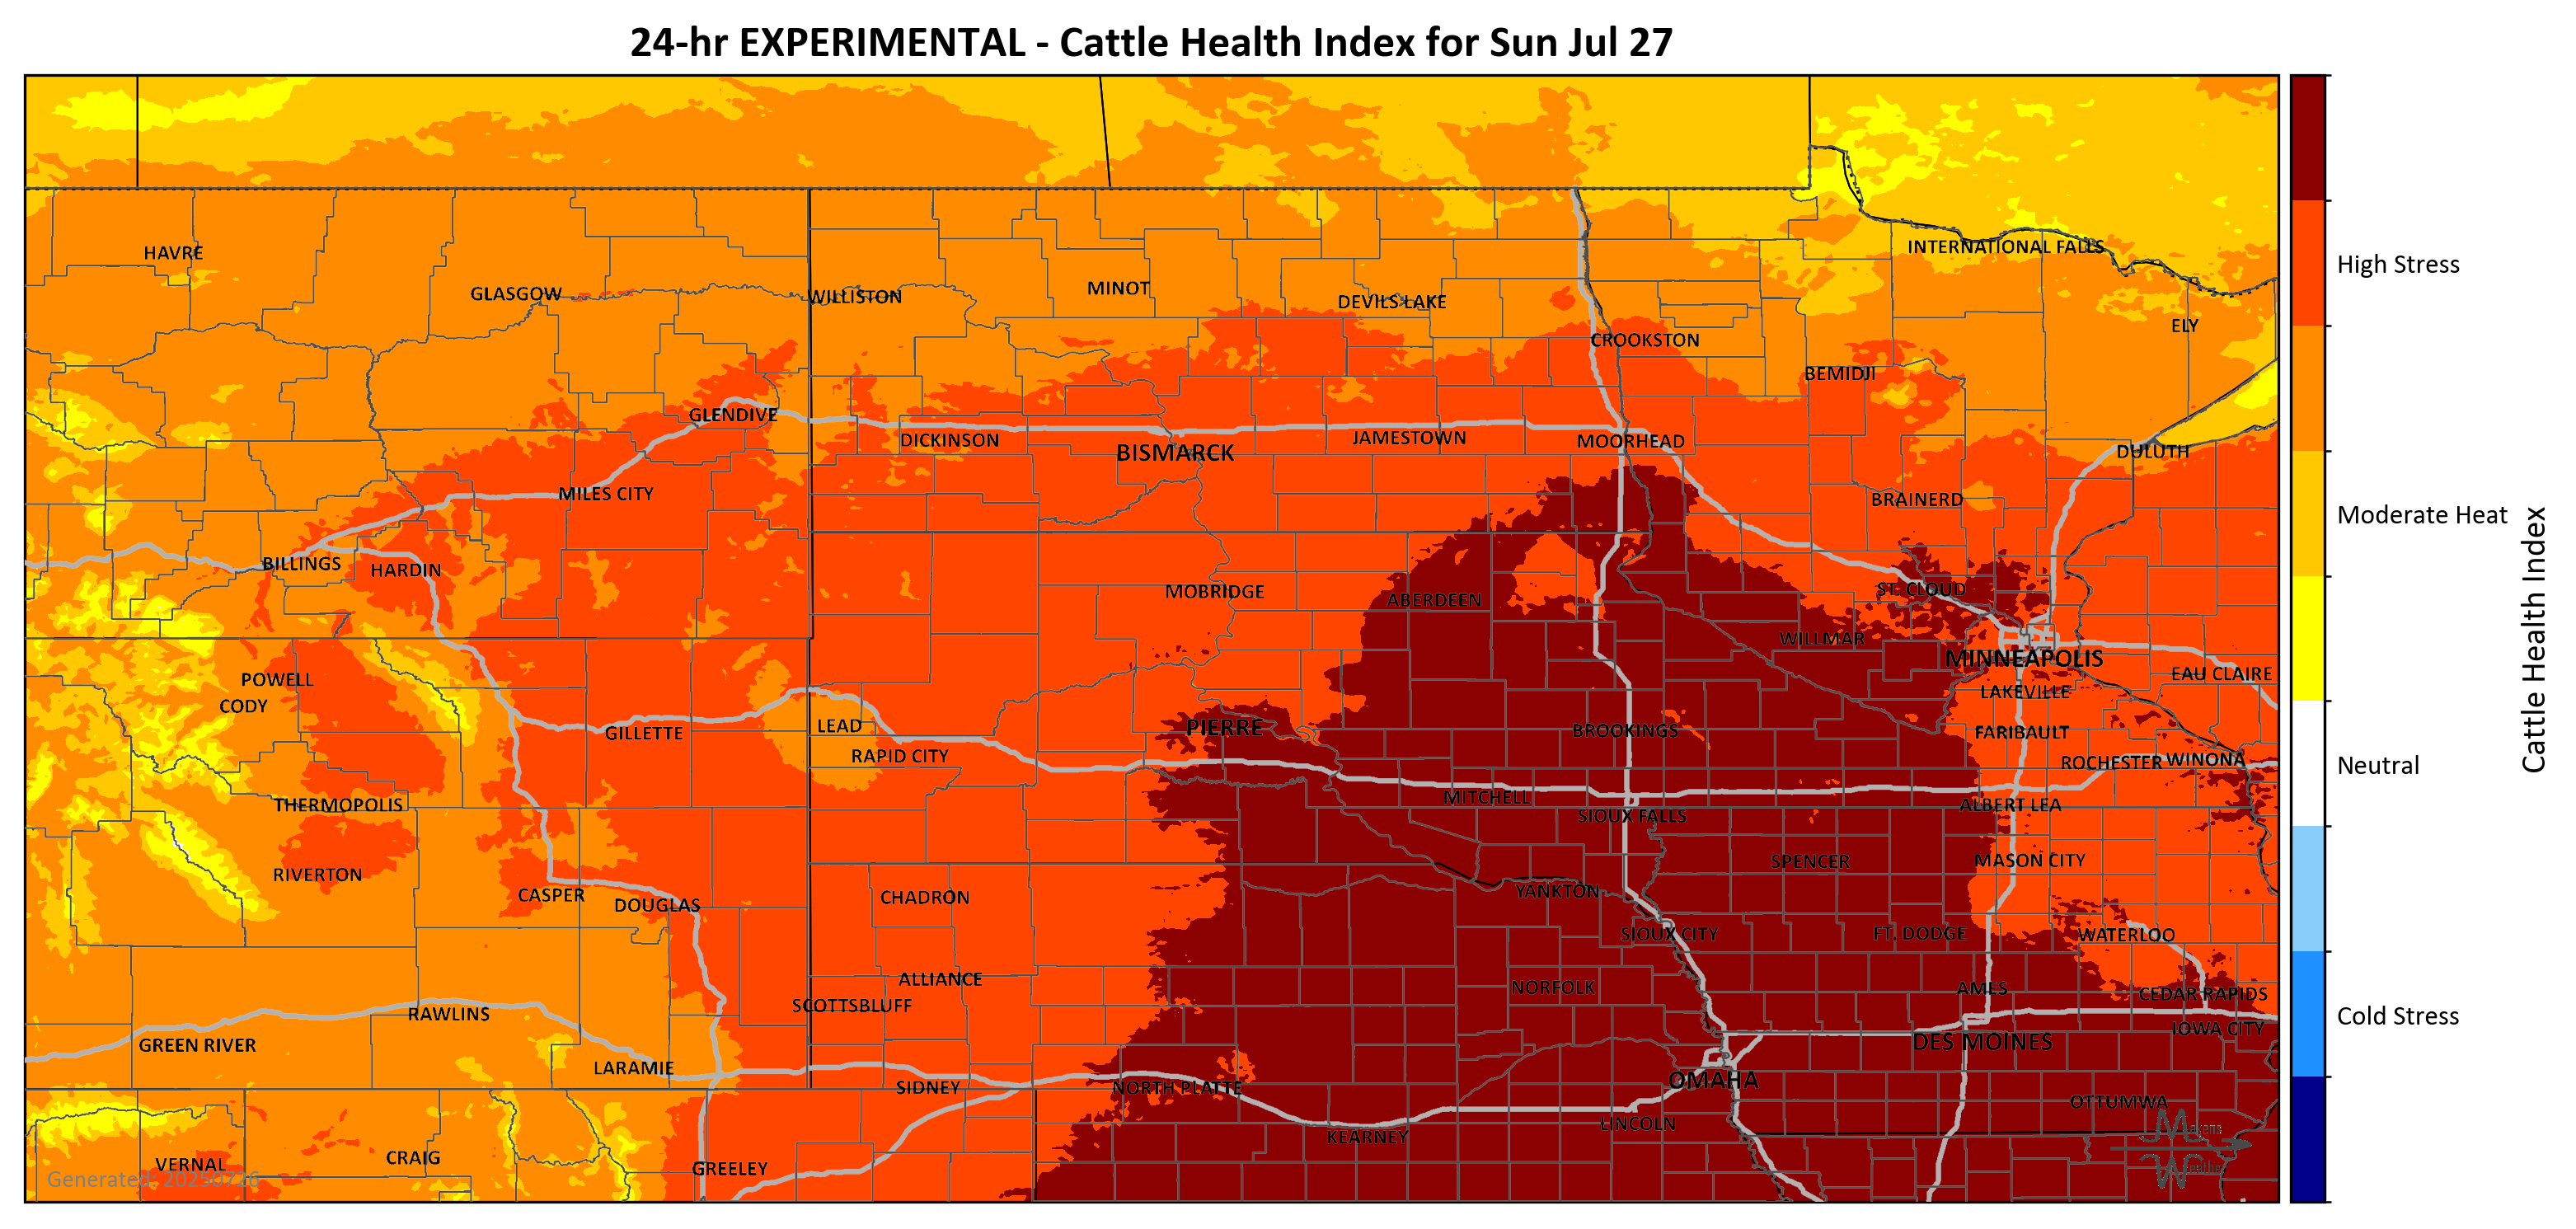 24-hr EXPERIMENTAL - Cattle Health Index for Sun Jul 27
HAVRE
GLASGOW
WILLISTON
MINOT
DEVILS LAKE
INTERNATIONAL FALLS
High Stress
CROOKSTON
ELY
BEMIDJI
GLENDIVE
DICKINSON
BISMARCK
JAMESTOWN
MOORHEAD
DULUTH
MILES CITY
BRAINERD
Moderate Heat
BILLINGS
HARDIN
MOBRIDGE
ABERDEEN
ST. CLOUD
WILLMAR
MINNEAPOLIS
Cattle Health Index
POWELL
CODY
LAKEVILLE
EAU CLAIRE
GILLETTE
LEAD
RAPID CITY
PIERRE
BROOKINGS
FARIBAULT
ROCHESTER
WINONA
Neutral
THERMOPOLIS
MITCHELL
SIOUX FALLS
ALBERT LEA
RIVERTON
CASPER
DOUGLAS
CHADRON
YANKTON
SPENCER
MASON CITY
SIOUX CITY
FT. DODGE
WATERLOO
ALLIANCE
SCOTTSBLUFF
NORFOLK
AMES
CEDAR RAPIDS
RAWLINS
IOWA CITY
Cold Stress
GREEN RIVER
DES MOINES
LARAMIE
SIDNEY
NORTH PLATTE
OMAHA
OTTUMWA
KEARNEY
LINCOLN
VERNAL
CRAIG
GREELEY
Generated: 20250726